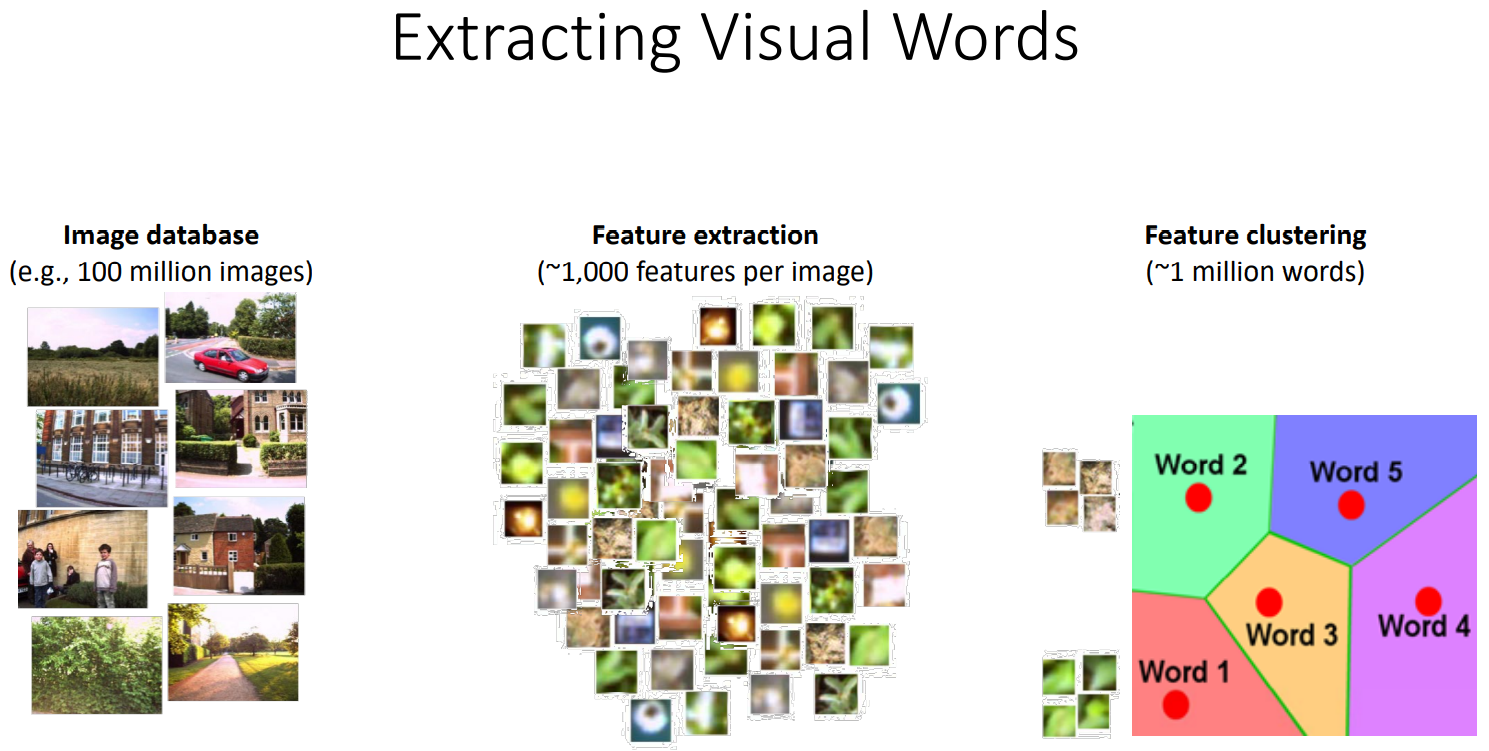 Extracting Visual Words
Image database
(e.g., 100 million images)
Feature extraction
(~1,000 features per image)
Feature clustering
(~1 million words)
Word 2
Word 5
Word 3
Word 4
Word 1